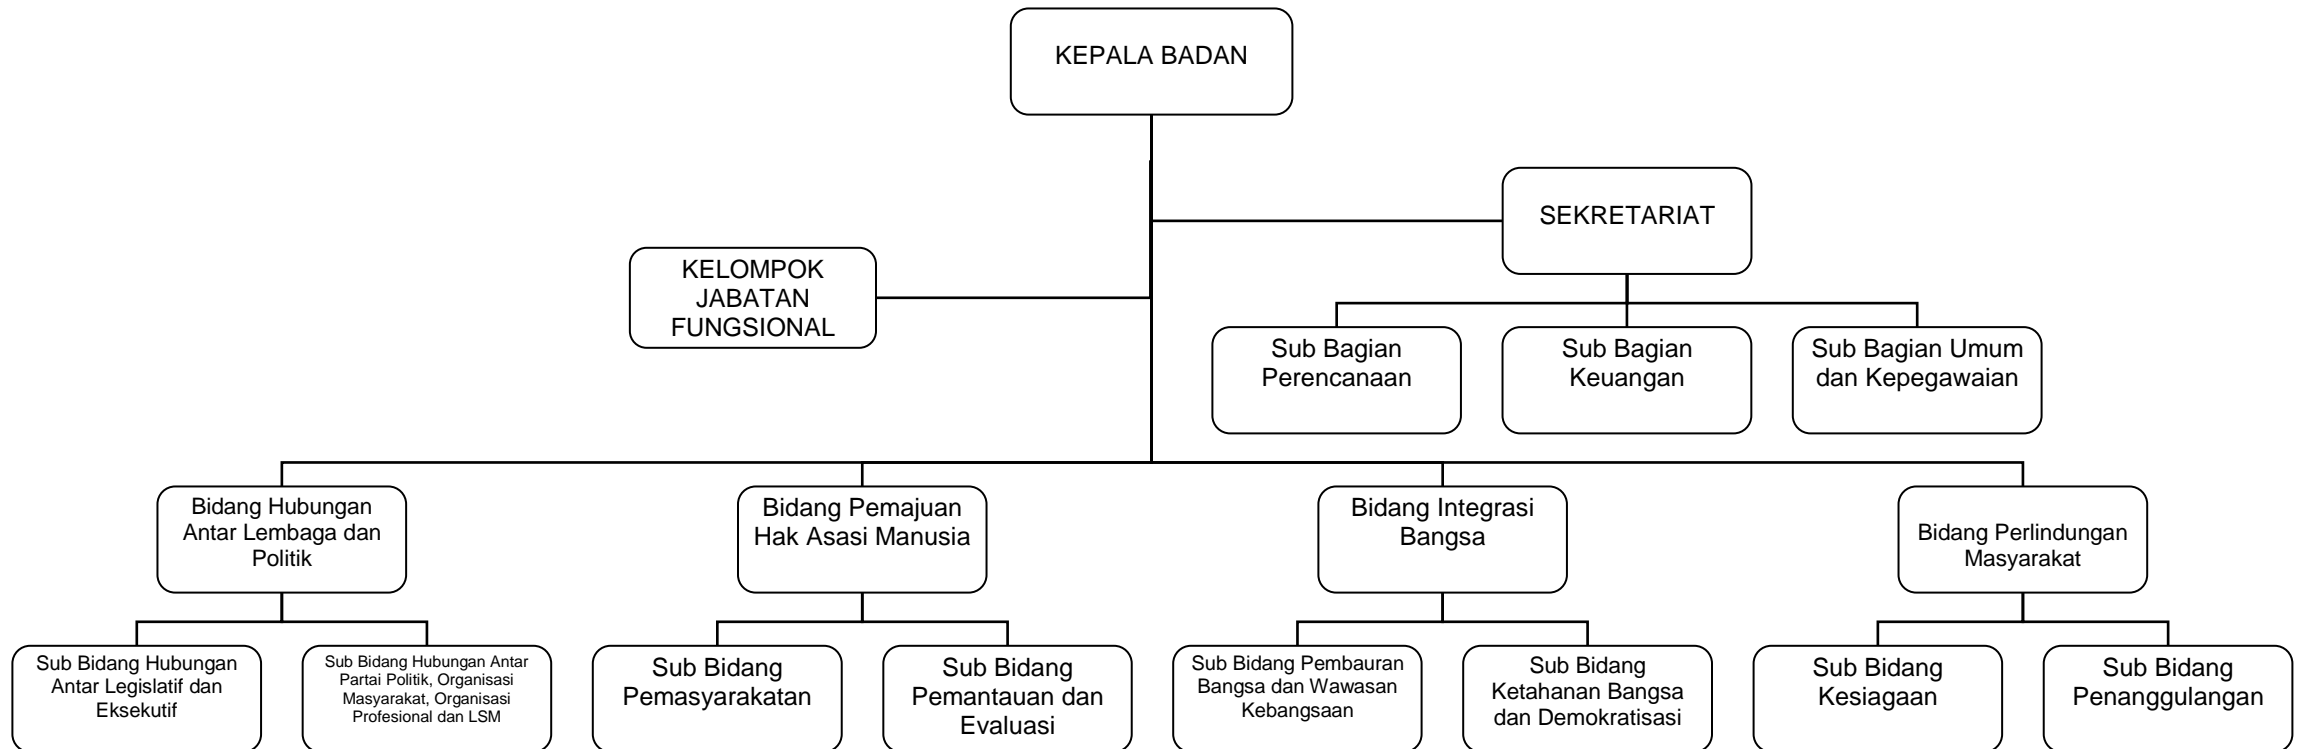 KEPALA BADAN
SEKRETARIAT
KELOMPOK
JABATAN
FUNGSIONAL
Sub Bagian
Perencanaan
Sub Bagian
Keuangan
Sub Bagian Umum
dan Kepegawaian
Bidang Hubungan
Antar Lembaga dan
Politik
Bidang Pemajuan
Hak Asasi Manusia
Bidang Integrasi
Bangsa
Bidang Perlindungan
Masyarakat
Sub Bidang Hubungan
Antar Legislatif dan
Eksekutif
Sub Bidang Hubungan Antar
Partai Politik, Organisasi
Masyarakat, Organisasi
Profesional dan LSM
Sub Bidang
Pemasyarakatan
Sub Bidang
Pemantauan dan
Evaluasi
Sub Bidang Pembauran
Bangsa dan Wawasan
Kebangsaan
Sub Bidang
Ketahanan Bangsa
dan Demokratisasi
Sub Bidang
Kesiagaan
Sub Bidang
Penanggulangan